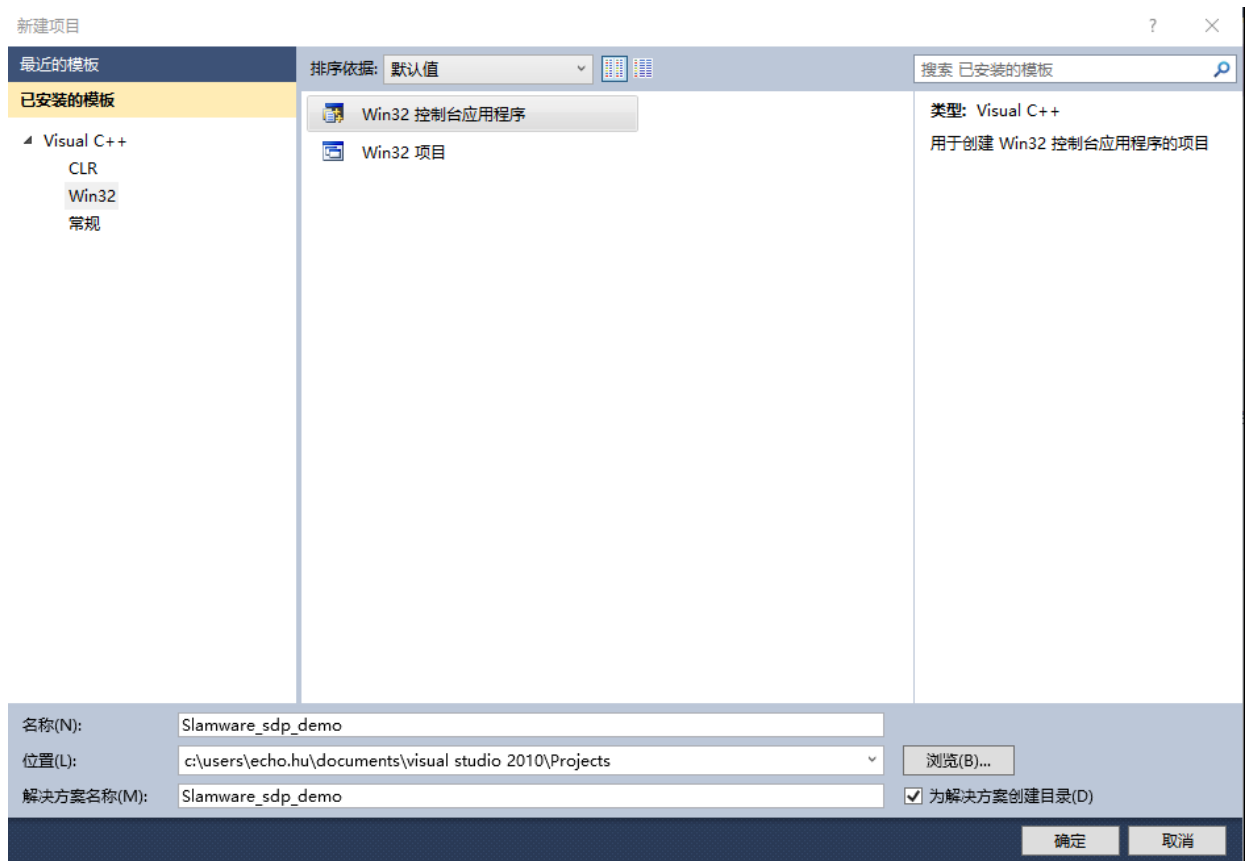 新建项目
?
最近的模板
已安装的模板
Visual C++
CLR
Win32
常规
排序依据: 默认值
Win32 控制台应用程序
Win32 项目
搜索 已安装的模板
类型: Visual C++
用于创建 Win32 控制台应用程序的项目
名称(N): Slamware_sdp_demo
位置(L): c:\users\echo.hu\documents\visual studio 2010\Projects 浏览(B)...
解决方案名称(M): Slamware_sdp_demo 为解决方案创建目录(D)
确定 取消